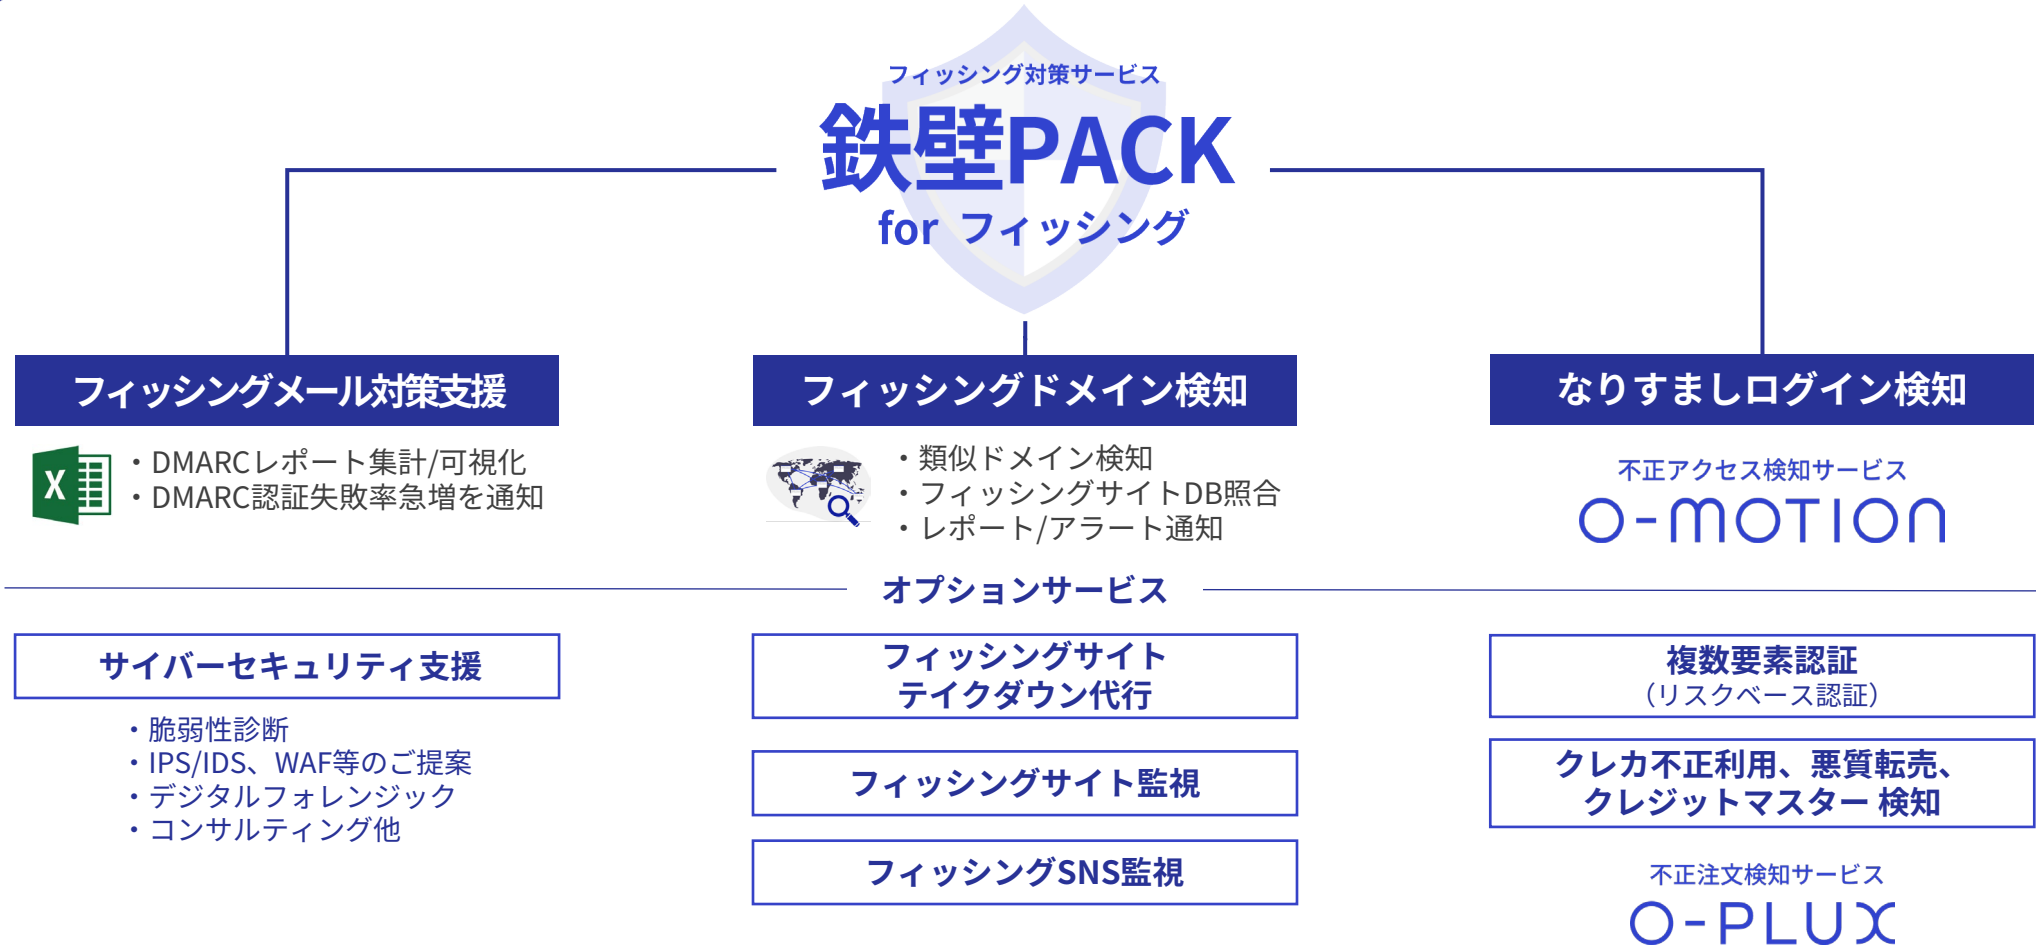 フィッシング対策サービス
鉄壁PACK
for フィッシング
フィッシングメール対策支援
・DMARCレポート集計/可視化
・DMARC認証失敗率急増を通知
フィッシングドメイン検知
・類似ドメイン検知
・フィッシングサイトDB照合
・レポート/アラート通知
なりすましログイン検知
不正アクセス検知サービス
O-MOTION
オプションサービス
サイバーセキュリティ支援
・脆弱性診断
・IPS/IDS、WAF等のご提案
・デジタルフォレンジック
・コンサルティング他
フィッシングサイト
テイクダウン代行
フィッシングサイト監視
フィッシングSNS監視
複数要素認証
（リスクベース認証）
クレカ不正利用、悪質転売、
クレジットマスター 検知
不正注文検知サービス
O-PLUX